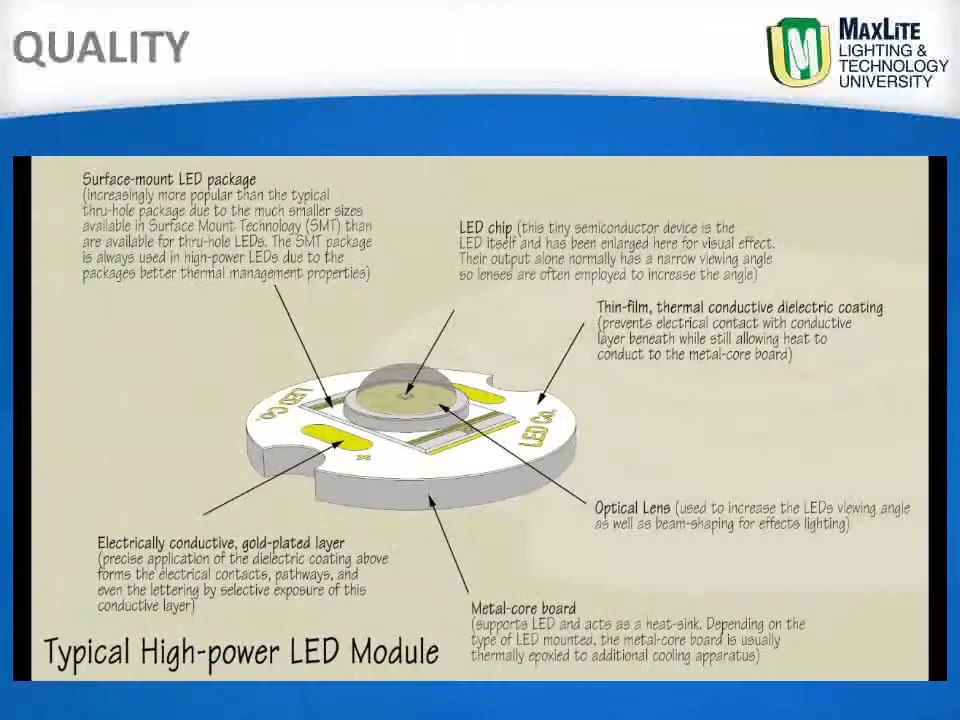 QUALITY
MAXLITE
LIGHTING &
TECHNOLOGY
UNIVERSITY
Surface-mount LED package
(increasingly more popular than the typical
thru-hole package due to the much smaller sizes
available in Surface Mount Technology (SMT) than
are available for thru-hole LEDs. The SMT package
is always used in high-power LEDs due to the
packages better thermal management properties)
LED chip (this tiny semiconductor device is the
LED itself and has been enlarged here for visual effect.
Their output alone normally has a narrow viewing angle
so lenses are often employed to increase the angle)
Thin-film, thermal conductive dielectric coating
(prevents electrical contact with conductive
layer beneath while still allowing heat to
conduct to the metal-core board)
LED Co.
LED Co.
+
Optical Lens (used to increase the LEDs viewing angle
as well as beam-shaping for effects lighting)
Electrically conductive, gold-plated layer
(precise application of the dielectric coating above
forms the electrical contacts, pathways, and
even the lettering by selective exposure of this
conductive layer)
Metal-core board
(supports LED and acts as a heat-sink. Depending on the
type of LED mounted, the metal-core board is usually
thermally epoxied to additional cooling apparatus)
Typical High-power LED Module